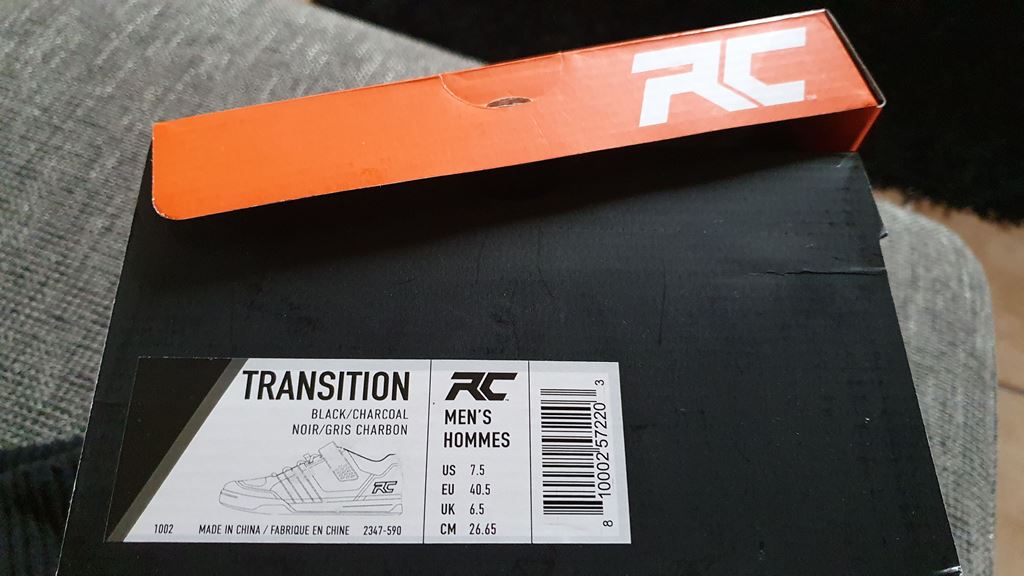 RC
TRANSITION
BLACK/CHARCOAL
NOIR/GRIS CHARBON
RC
1002 MADE IN CHINA / FABRIQUE EN CHINE 2347-590
RC
MEN'S
HOMMES
US 7.5
EU 40.5
UK 6.5
CM 26.65
8 10002 57220 3